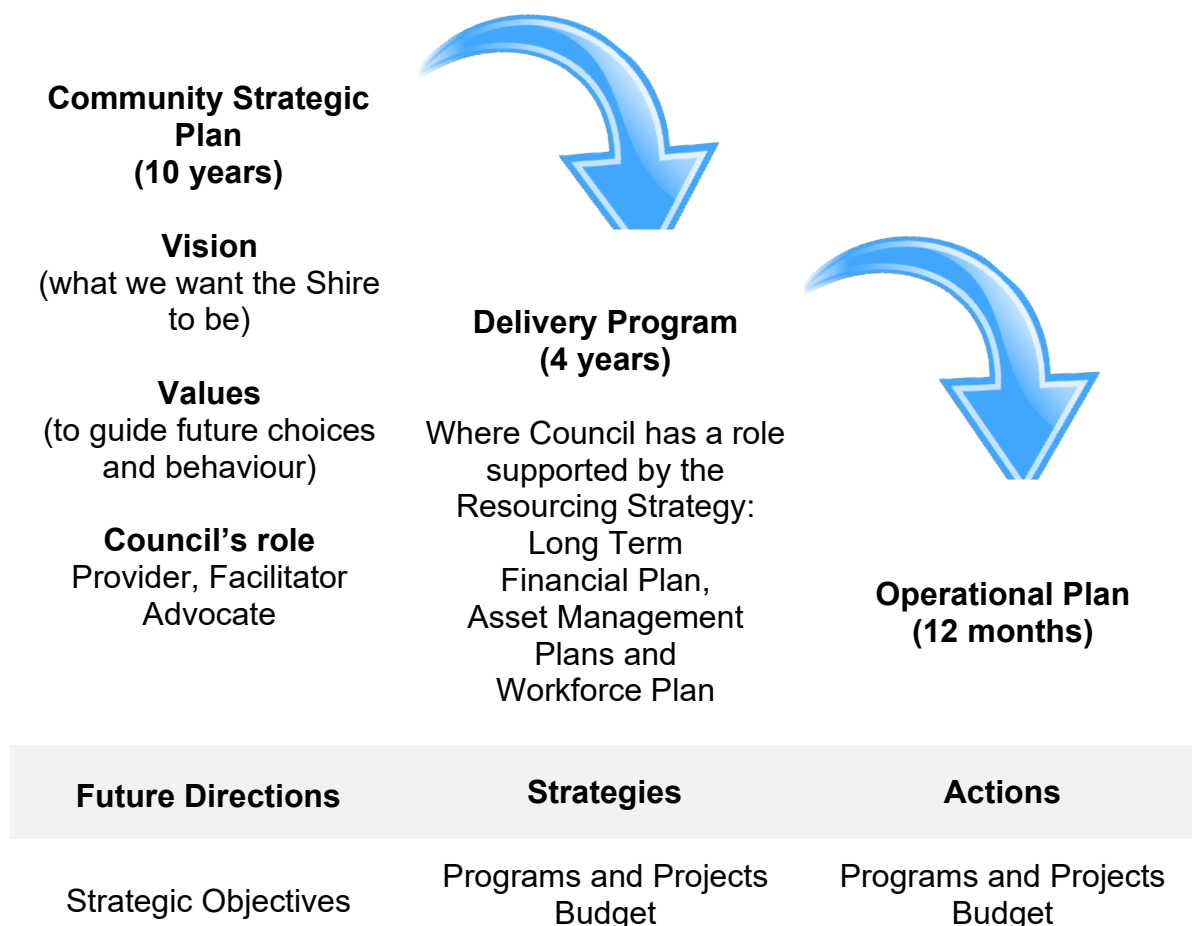 Community Strategic
Plan
(10 years)
Vision
(what we want the Shire
to be)
Values
(to guide future choices
and behaviour)
Council’s role
Provider, Facilitator
Advocate
Delivery Program
(4 years)
Where Council has a role
supported by the
Resourcing Strategy:
Long Term
Financial Plan,
Asset Management
Plans and
Workforce Plan
Operational Plan
(12 months)
Future Directions
Strategies
Actions
Strategic Objectives
Programs and Projects
Budget
Programs and Projects
Budget